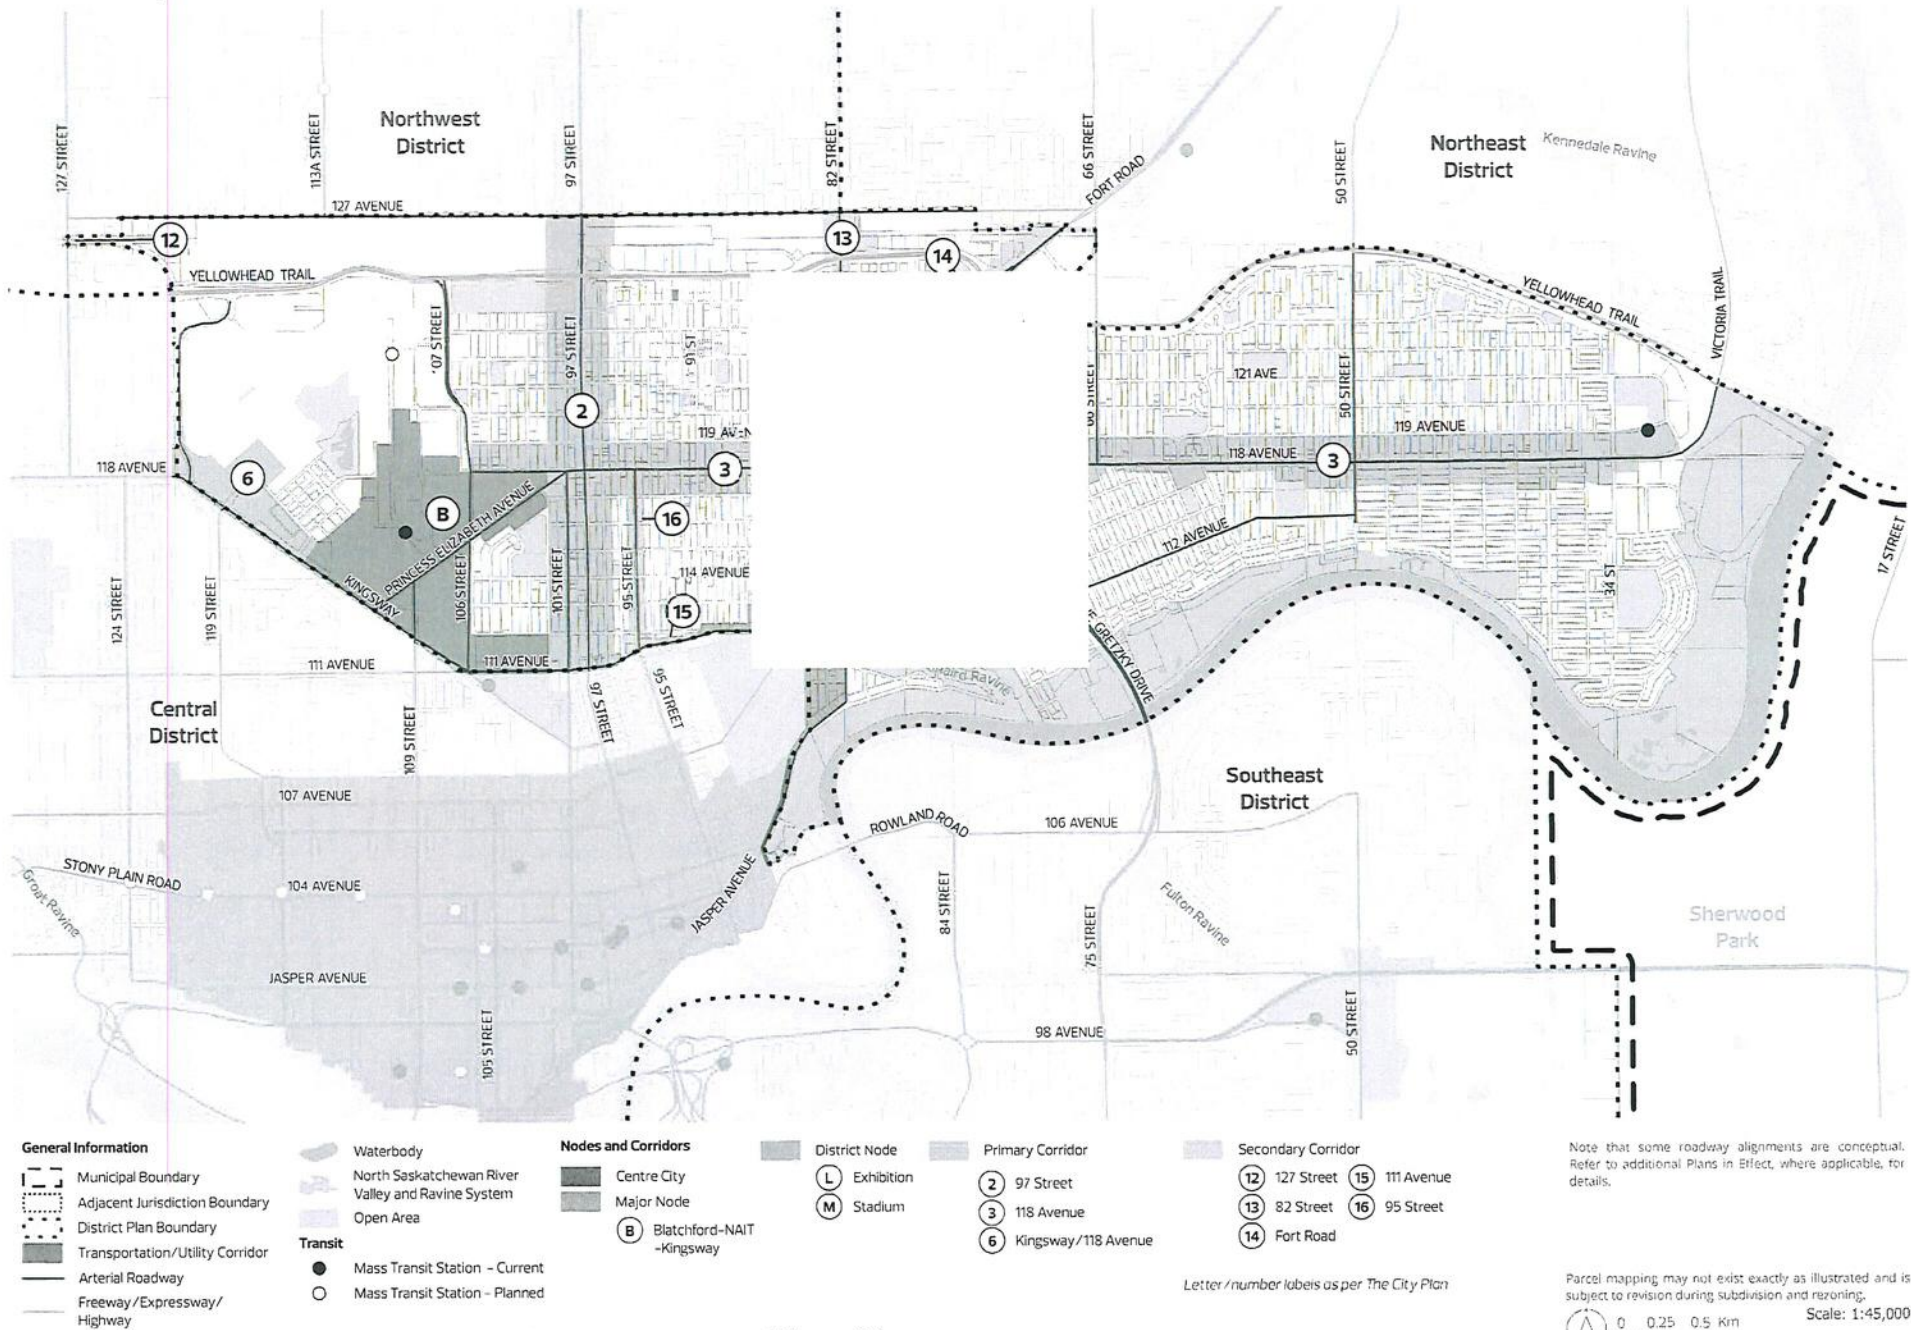 Northwest
District
Northeast
District
Kennedale Ravine
127 STREET
113A STREET
97 STREET
82 STREET
66 STREET
FORT ROAD
50 STREET
127 AVENUE
12
13
14
YELLOWHEAD TRAIL
YELLOWHEAD TRAIL
VICTORIA TRAIL
107 STREET
97 STREET
91 ST
121 AVE
50 STREET
2
119 AVEN
119 AVENUE
118 AVENUE
118 AVENUE
3
3
6
B
16
PRINCESS ELIZABETH AVENUE
112 AVENUE
17 STREET
KINGSWAY
106 STREET
101 STREET
95 STREET
114 AVENUE
34 ST
124 STREET
119 STREET
15
GRETZKY DRIVE
111 AVENUE
111 AVENUE
Ravine
Central
District
109 STREET
97 STREET
95 STREET
Southeast
District
107 AVENUE
ROWLAND ROAD
106 AVENUE
STONY PLAIN ROAD
104 AVENUE
Groat Ravine
JASPER AVENUE
84 STREET
75 STREET
Fulton Ravine
Sherwood
Park
JASPER AVENUE
105 STREET
98 AVENUE
50 STREET
General Information
Municipal Boundary
Adjacent Jurisdiction Boundary
District Plan Boundary
Transportation/Utility Corridor
Arterial Roadway
Freeway/Expressway/
Highway
Waterbody
North Saskatchewan River
Valley and Ravine System
Open Area
Transit
Mass Transit Station - Current
Mass Transit Station - Planned
Nodes and Corridors
Centre City
Major Node
B Blatchford-NAIT
-Kingsway
District Node
L Exhibition
M Stadium
Primary Corridor
2 97 Street
3 118 Avenue
6 Kingsway/118 Avenue
Secondary Corridor
12 127 Street 15 111 Avenue
13 82 Street 16 95 Street
14 Fort Road
Letter/number labels as per The City Plan
Note that some roadway alignments are conceptual.
Refer to additional Plans in Effect, where applicable, for
details.
Parcel mapping may not exist exactly as illustrated and is
subject to revision during subdivision and rezoning.
0 0.25 0.5 Km
Scale: 1:45,000